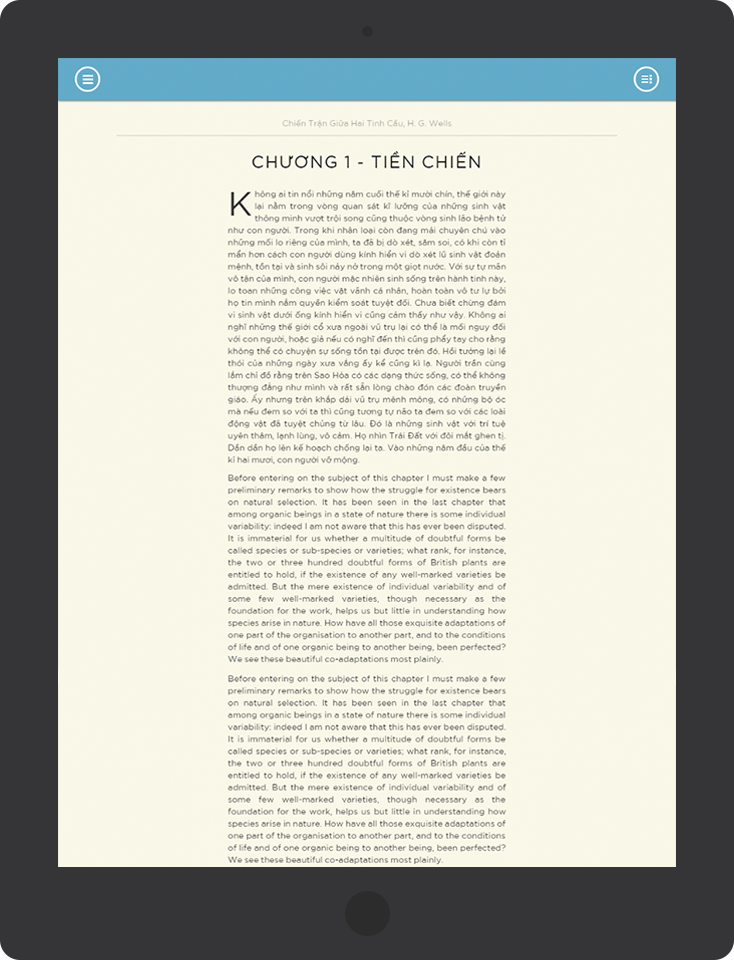 Chiến Trận Giữa Hai Tinh Cầu, H. G. Wells
CHƯƠNG 1 - TIỀN CHIẾN
Không ai tin nổi những năm cuối thế kỉ mười chín, thế giới này
lại nằm trong vòng quan sát kĩ lưỡng của những sinh vật
thông minh vượt trội song cũng thuộc vòng sinh lão bệnh tử
như con người. Trong khi nhân loại còn đang mải chuyên chú vào
những mối lo riêng của mình, ta đã bị dò xét, săm soi, có khi còn tỉ
mẩn hơn cách con người dùng kính hiển vi dò xét lũ sinh vật đoản
mệnh, tồn tại và sinh sôi nảy nở trong một giọt nước. Với sự tự mãn
vô tận của mình, con người mặc nhiên sinh sống trên hành tinh này,
lo toan những công việc vặt vãnh cá nhân, hoàn toàn vô tư lự bởi
họ tin mình nắm quyền kiểm soát tuyệt đối. Chưa biết chừng đám
vi sinh vật dưới ống kính hiển vi cũng cảm thấy như vậy. Không ai
nghĩ những thế giới cổ xưa ngoài vũ trụ lại có thể là mối nguy đối
với con người, hoặc giả nếu có nghĩ đến thì cũng phẩy tay cho rằng
không thể có chuyện sự sống tồn tại được trên đó. Hồi tưởng lại lề
thói của những ngày xưa vắng ấy kể cũng kì lạ. Người trần cùng
lắm chỉ đồ rằng trên Sao Hỏa có các dạng thức sống, có thể không
thượng đẳng như mình và rất sẵn lòng chào đón các đoàn truyền
giáo. Ấy nhưng trên khắp dải vũ trụ mênh mông, có những bộ óc
mà nếu đem so với ta thì cũng tương tự não ta đem so với các loài
động vật đã tuyệt chủng từ lâu. Đó là những sinh vật với trí tuệ
uyên thâm, lạnh lùng, vô cảm. Họ nhìn Trái Đất với đôi mắt ghen tị.
Dần dần họ lên kế hoạch chống lại ta. Vào những năm đầu của thế
kỉ hai mươi, con người vỡ mộng.
Before entering on the subject of this chapter I must make a few
preliminary remarks to show how the struggle for existence bears
on natural selection. It has been seen in the last chapter that
among organic beings in a state of nature there is some individual
variability: indeed I am not aware that this has ever been disputed.
It is immaterial for us whether a multitude of doubtful forms be
called species or sub-species or varieties; what rank, for instance,
the two or three hundred doubtful forms of British plants are
entitled to hold, if the existence of any well-marked varieties be
admitted. But the mere existence of individual variability and of
some few well-marked varieties, though necessary as the
foundation for the work, helps us but little in understanding how
species arise in nature. How have all those exquisite adaptations of
one part of the organisation to another part, and to the conditions
of life and of one organic being to another being, been perfected?
We see these beautiful co-adaptations most plainly.
Before entering on the subject of this chapter I must make a few
preliminary remarks to show how the struggle for existence bears
on natural selection. It has been seen in the last chapter that
among organic beings in a state of nature there is some individual
variability: indeed I am not aware that this has ever been disputed.
It is immaterial for us whether a multitude of doubtful forms be
called species or sub-species or varieties; what rank, for instance,
the two or three hundred doubtful forms of British plants are
entitled to hold, if the existence of any well-marked varieties be
admitted. But the mere existence of individual variability and of
some few well-marked varieties, though necessary as the
foundation for the work, helps us but little in understanding how
species arise in nature. How have all those exquisite adaptations of
one part of the organisation to another part, and to the conditions
of life and of one organic being to another being, been perfected?
We see these beautiful co-adaptations most plainly.